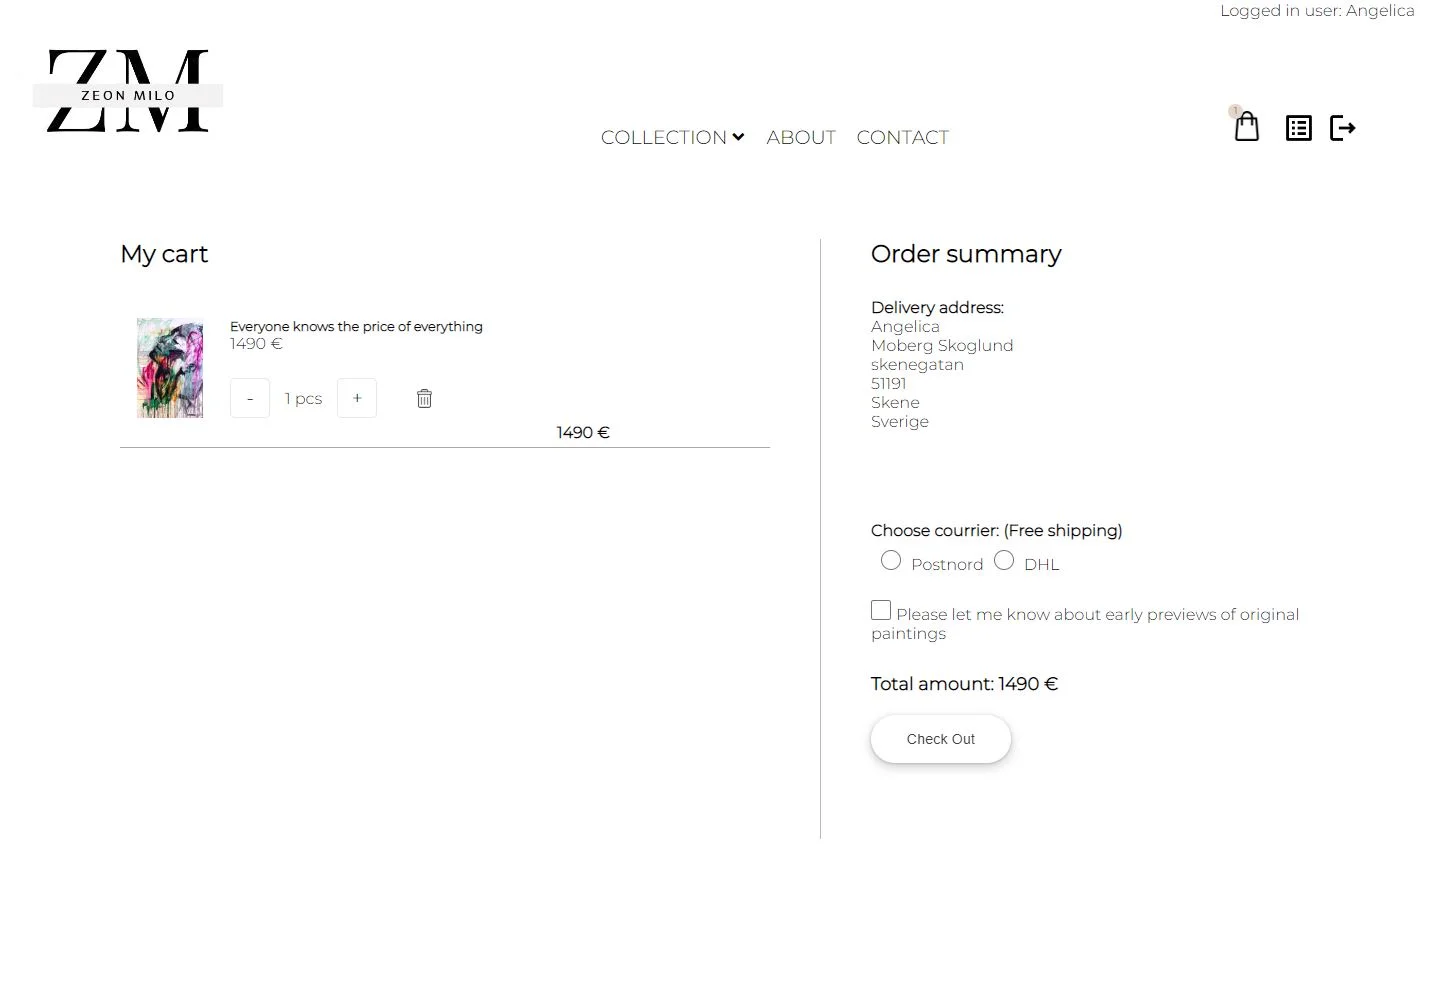 Logged in user: Angelica
ZM
ZEON MILO
COLLECTION ABOUT CONTACT
1
My cart
Everyone knows the price of everything
1490 €
- 1 pcs +
1490 €
Order summary
Delivery address:
Angelica
Moberg Skoglund
skenegatan
51191
Skene
Sverige
Choose courrier: (Free shipping)
Postnord DHL
Please let me know about early previews of original
paintings
Total amount: 1490 €
Check Out